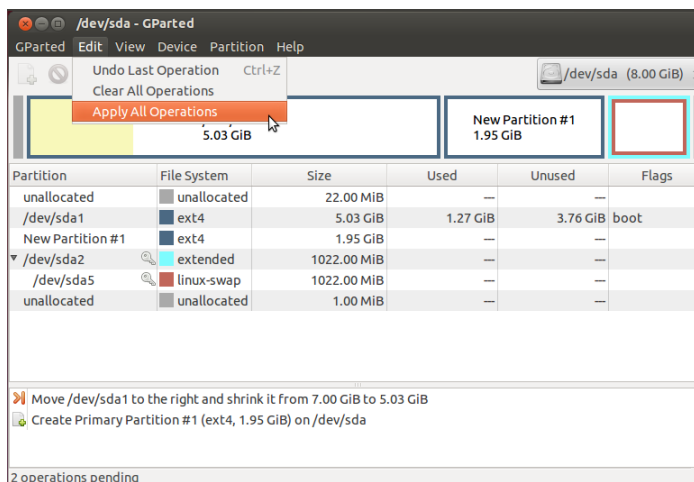 /dev/sda - GParted
GParted Edit View Device Partition Help
Undo Last Operation Ctrl+Z
Clear All Operations
Apply All Operations
/dev/sda (8.00 GiB)
5.03 GiB
New Partition #1
1.95 GiB
Partition File System Size Used Unused Flags
unallocated unallocated 22.00 MiB --- ---
/dev/sda1 ext4 5.03 GiB 1.27 GiB 3.76 GiB boot
New Partition #1 ext4 1.95 GiB --- ---
/dev/sda2 extended 1022.00 MiB --- ---
/dev/sda5 linux-swap 1022.00 MiB --- ---
unallocated unallocated 1.00 MiB --- ---
Move /dev/sda1 to the right and shrink it from 7.00 GiB to 5.03 GiB
Create Primary Partition #1 (ext4, 1.95 GiB) on /dev/sda
2 operations pending